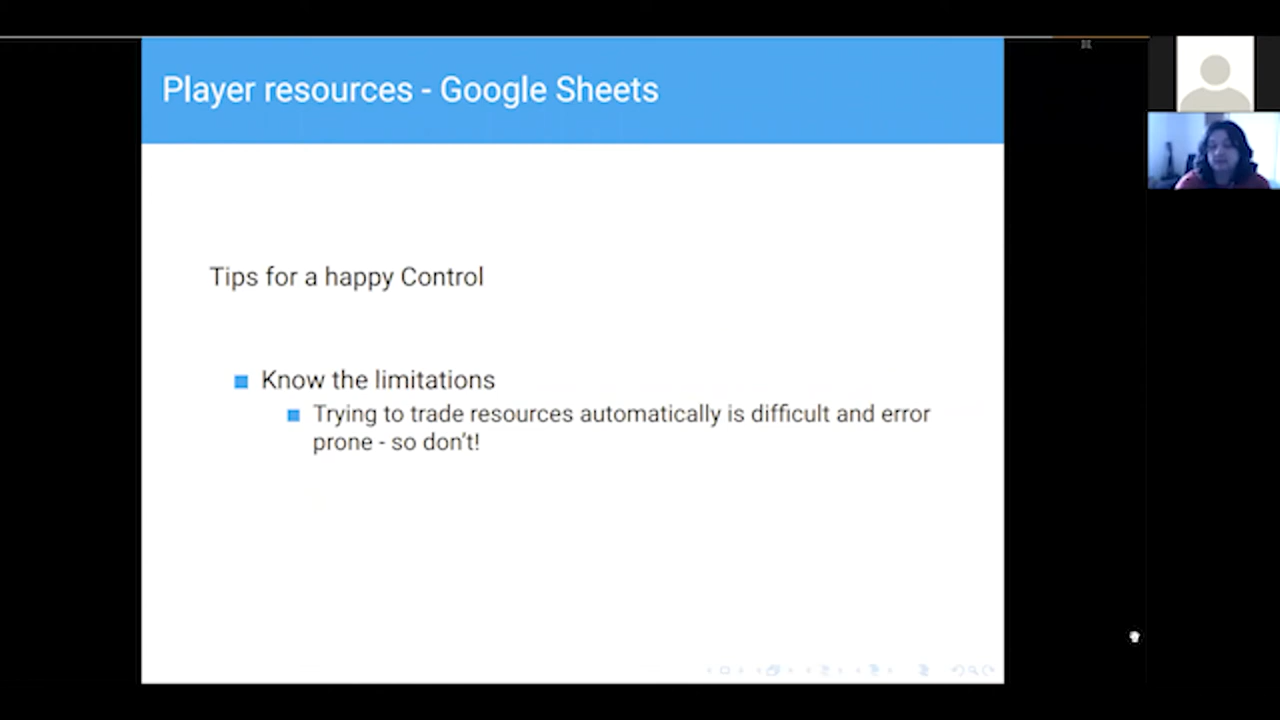 Player resources - Google Sheets
Tips for a happy Control
Know the limitations
Trying to trade resources automatically is difficult and error
prone - so don't!